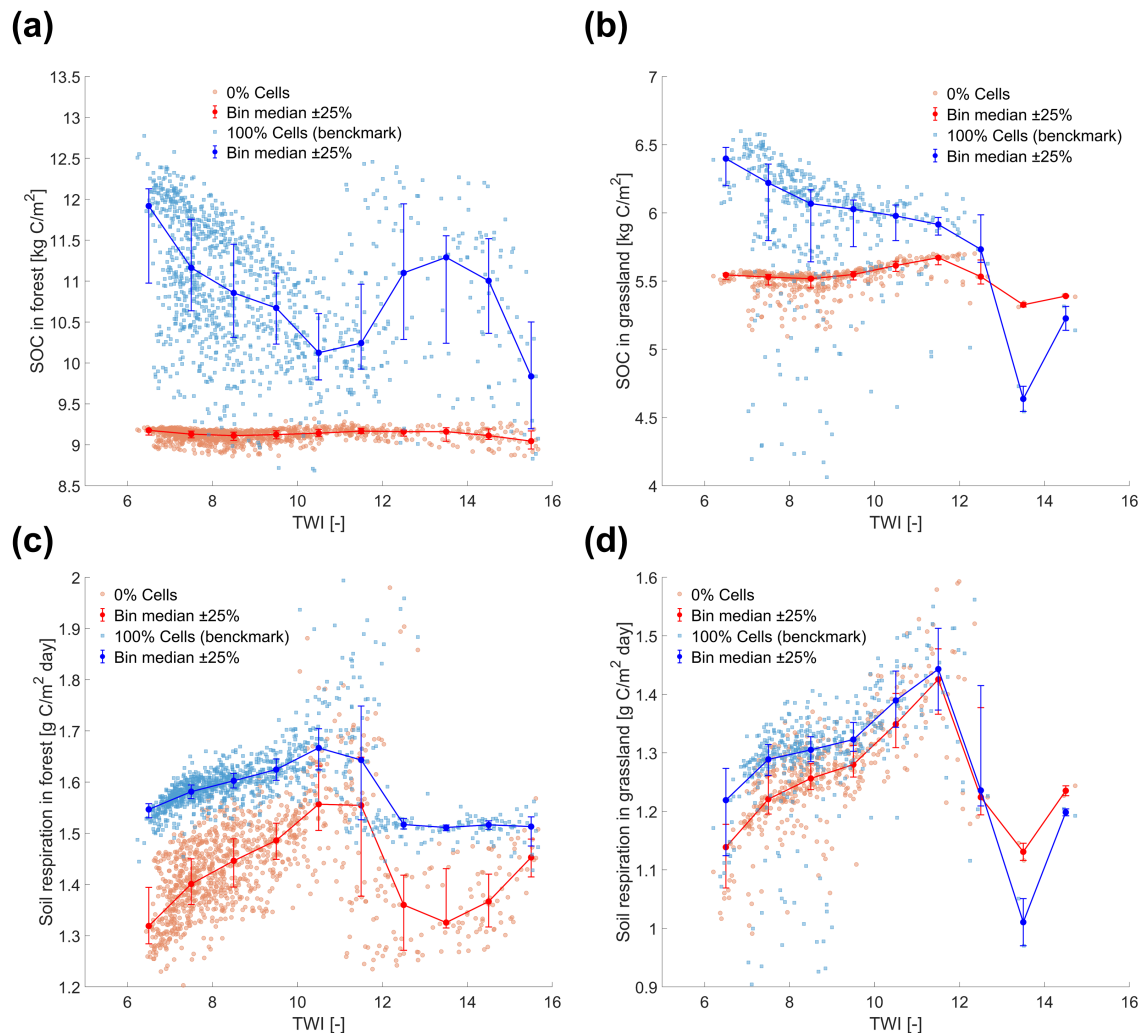 (a)
13.5
13
12.5
12
11.5
11
10.5
10
9.5
9
8.5
SOC in forest [kg C/m²]
0% Cells
Bin median ±25%
100% Cells (benckmark)
Bin median ±25%
6 8 10 12 14 16
TWI [-]
(b)
7
6.5
6
5.5
5
4.5
4
SOC in grassland [kg C/m²]
0% Cells
Bin median ±25%
100% Cells (benckmark)
Bin median ±25%
6 8 10 12 14 16
TWI [-]
(c)
2
1.9
1.8
1.7
1.6
1.5
1.4
1.3
1.2
Soil respiration in forest [g C/m² day]
0% Cells
Bin median ±25%
100% Cells (benckmark)
Bin median ±25%
6 8 10 12 14 16
TWI [-]
(d)
1.6
1.5
1.4
1.3
1.2
1.1
1
0.9
Soil respiration in grassland [g C/m² day]
0% Cells
Bin median ±25%
100% Cells (benckmark)
Bin median ±25%
6 8 10 12 14 16
TWI [-]